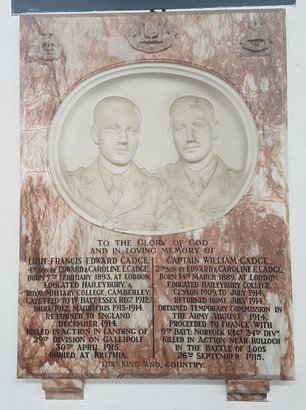 TO THE GLORY OF GOD
AND IN LOVING MEMORY OF
LIEUT. FRANCIS EDWARD CADGE,
4TH SON OF EDWARD & CAROLINE E. CADGE,
BORN 7TH FEBRUARY 1893, AT LODDON.
EDUCATED HAILEYBURY, &
ROYAL MILITARY COLLEGE, CAMBERLEY.
GAZETTED TO 1ST BATT. ESSEX REGT. 1912.
INDIA 1912, MAURITIUS 1913-1914.
RETURNED TO ENGLAND
DECEMBER 1914.
KILLED IN ACTION IN LANDING OF
29TH DIVISION ON GALLIPOLI
30TH APRIL 1915.
BURIED AT KRITHIA.
CAPTAIN WILLIAM CADGE,
2ND SON OF EDWARD & CAROLINE E. CADGE,
BORN 14TH MARCH 1889, AT LODDON.
EDUCATED HAILEYBURY COLLEGE,
CEYLON 1909, TO JULY 1914,
RETURNED HOME JULY 1914.
OBTAINED TEMPORARY COMMISSION IN
THE ARMY AUGUST 1914.
PROCEEDED TO FRANCE WITH
9TH BATT: NORFOLK REGT. 24TH DIVN.
KILLED IN ACTION NEAR HULLOCH
IN THE BATTLE OF LOOS
26TH SEPTEMBER 1915.
FOR KING AND COUNTRY.